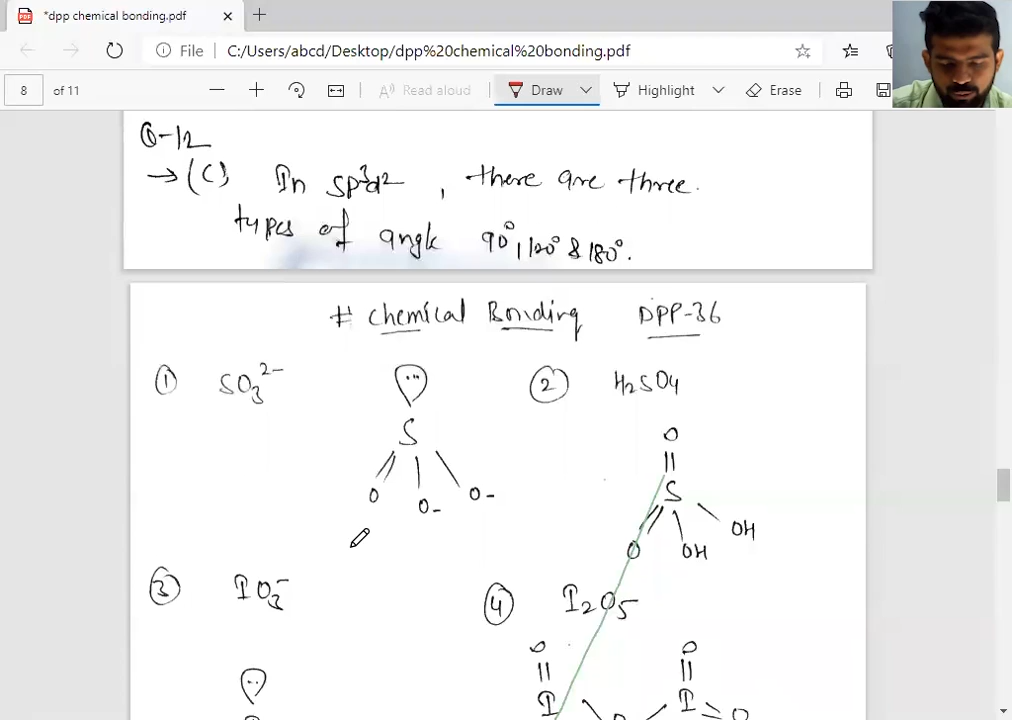 *dpp chemical bonding.pdf
File C:/Users/abcd/Desktop/dpp%20chemical%20bonding.pdf
8 of 11 Read aloud Draw Highlight Erase
Q-12
→ (C) In sp³d², there are three
types of angle 90°, 120° & 180°.
# Chemical Bonding DPP-36
① SO₃²⁻ ② H₂SO₄
S
O O- O-
O
||
S
O OH OH
③ IO₃⁻ ④ I₂O₅
O O
|| ||
I I
O O